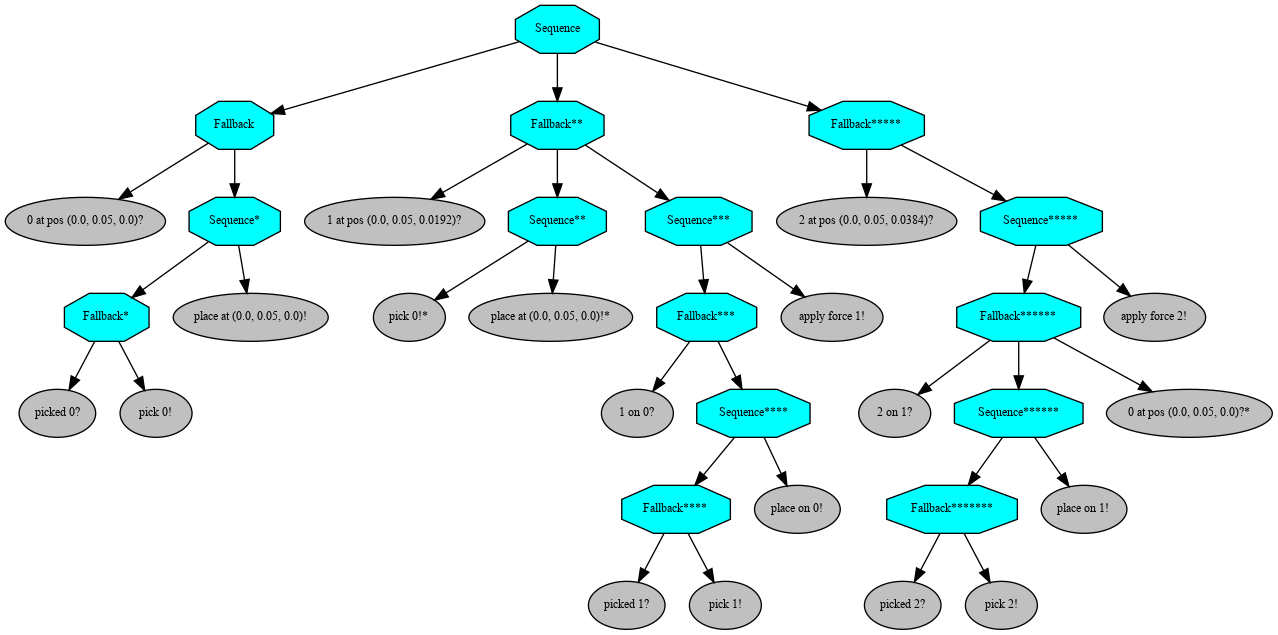 Sequence
Fallback
Fallback**
Fallback*****
0 at pos (0.0, 0.05, 0.0)?
Sequence*
1 at pos (0.0, 0.05, 0.0192)?
Sequence**
Sequence***
2 at pos (0.0, 0.05, 0.0384)?
Sequence*****
Fallback*
place at (0.0, 0.05, 0.0)!
pick 0!*
place at (0.0, 0.05, 0.0)!*
Fallback***
apply force 1!
Fallback******
apply force 2!
picked 0?
pick 0!
1 on 0?
Sequence****
2 on 1?
Sequence******
0 at pos (0.0, 0.05, 0.0)?*
Fallback****
place on 0!
Fallback*******
place on 1!
picked 1?
pick 1!
picked 2?
pick 2!